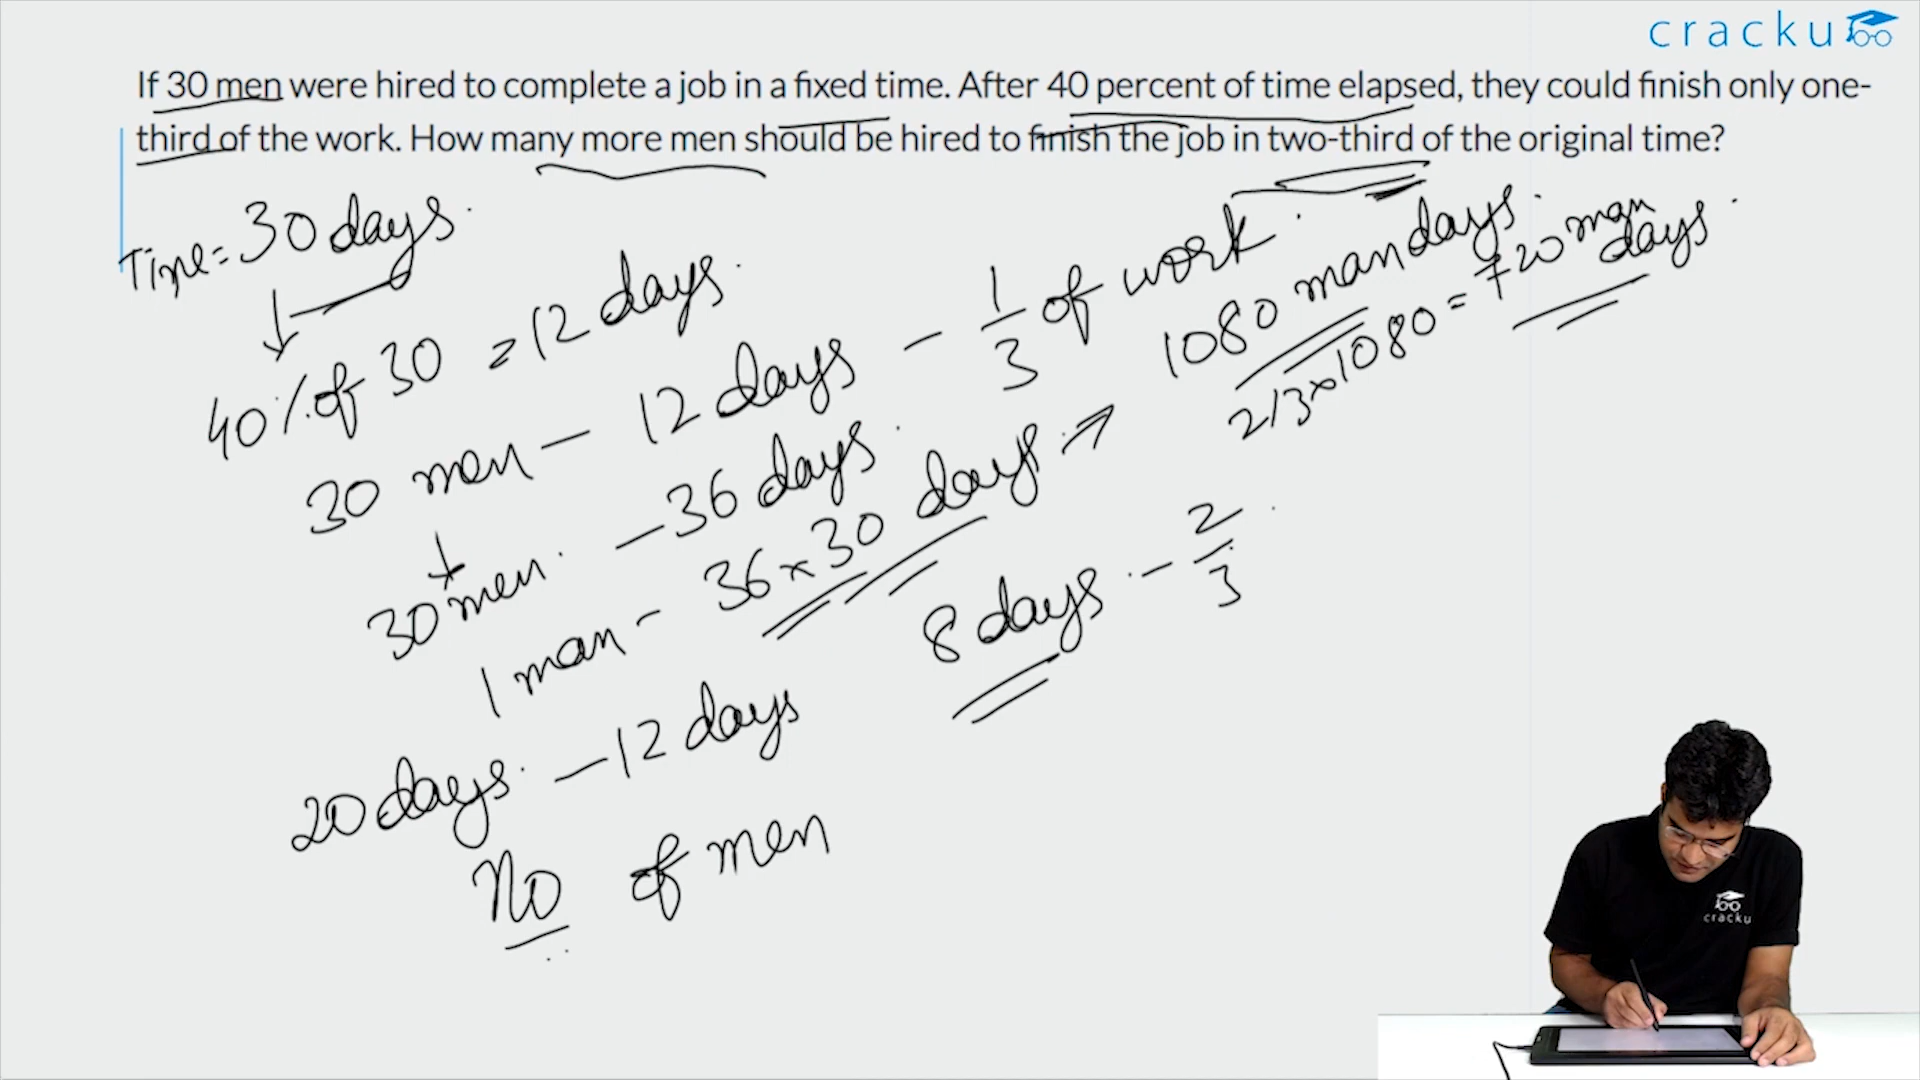 cracku
If 30 men were hired to complete a job in a fixed time. After 40 percent of time elapsed, they could finish only one-
third of the work. How many more men should be hired to finish the job in two-third of the original time?
Time = 30 days.
40% of 30 = 12 days.
30 men - 12 days - 1/3 of work.
30 men. - 36 days.
1 man - 36 x 30 days. ⇒ 1080 man days.
2/3 x 1080 = 720 man days.
20 days. - 12 days
8 days. - 2/3
No of men
cracku